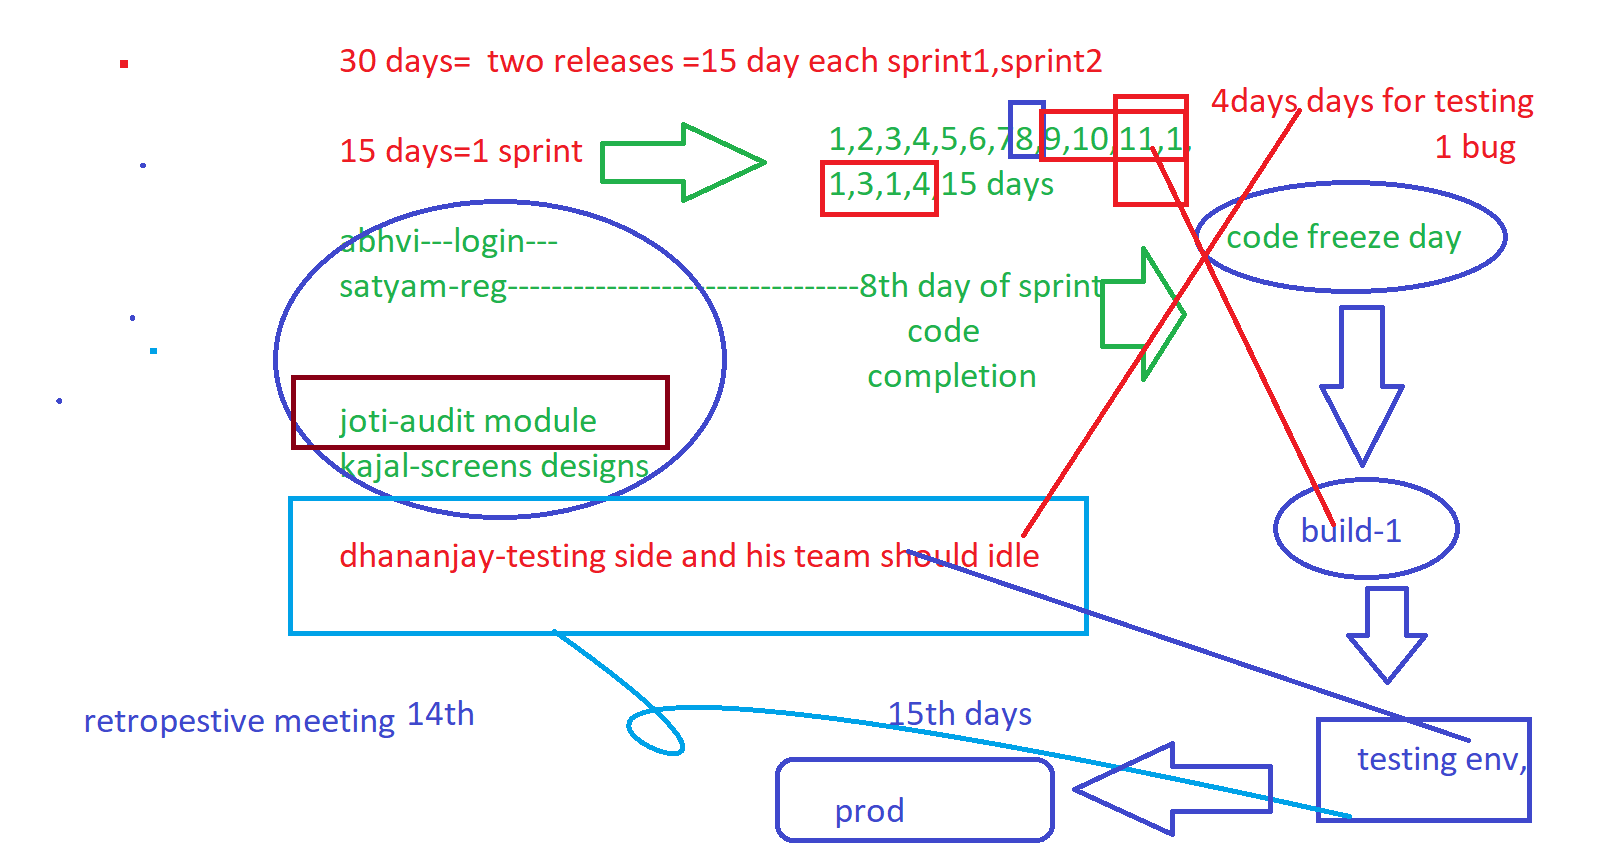 30 days= two releases =15 day each sprint1,sprint2
4days days for testing
1 bug
15 days=1 sprint
1,2,3,4,5,6,78,9,10,11,1,
1,3,1,4,15 days
code freeze day
abhvi---login---
satyam-reg--------------------------------8th day of sprint
code
completion
joti-audit module
kajal-screens designs
build-1
dhananjay-testing side and his team should idle
retropestive meeting 14th
15th days
testing env,
prod